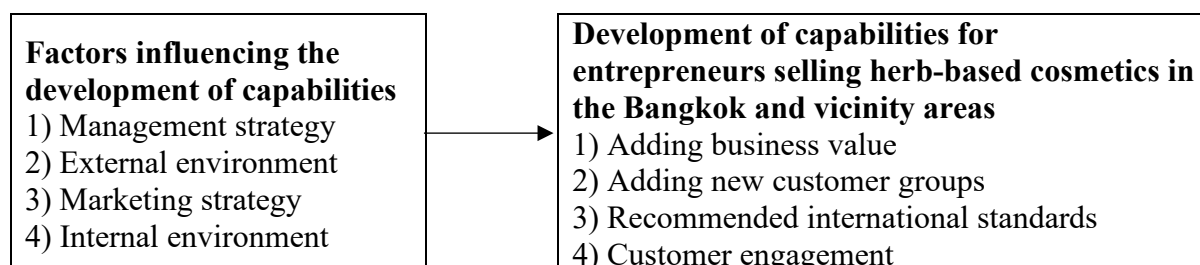 Factors influencing the
development of capabilities
1) Management strategy
2) External environment
3) Marketing strategy
4) Internal environment
Development of capabilities for
entrepreneurs selling herb-based cosmetics in
the Bangkok and vicinity areas
1) Adding business value
2) Adding new customer groups
3) Recommended international standards
4) Customer engagement